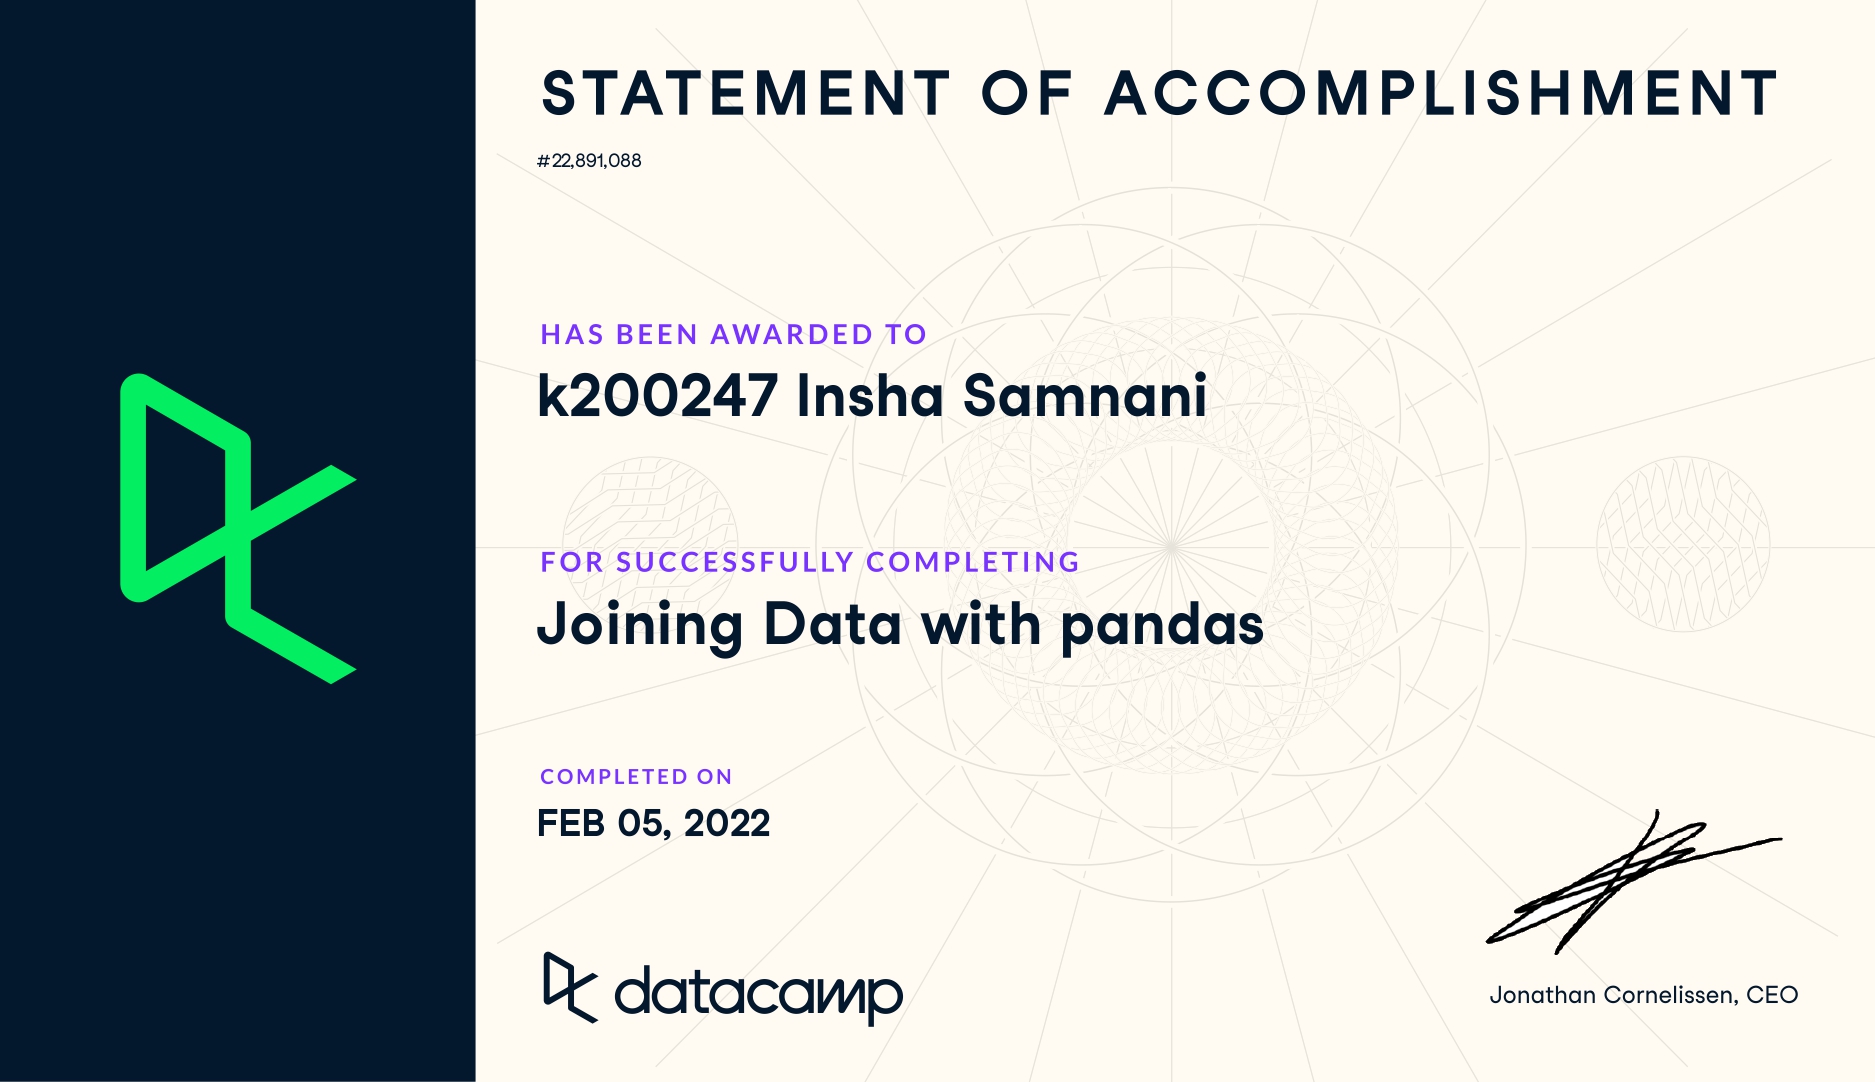 STATEMENT OF ACCOMPLISHMENT
#22,891,088
HAS BEEN AWARDED TO
k200247 Insha Samnani
FOR SUCCESSFULLY COMPLETING
Joining Data with pandas
COMPLETED ON
FEB 05, 2022
datacamp
Jonathan Cornelissen, CEO